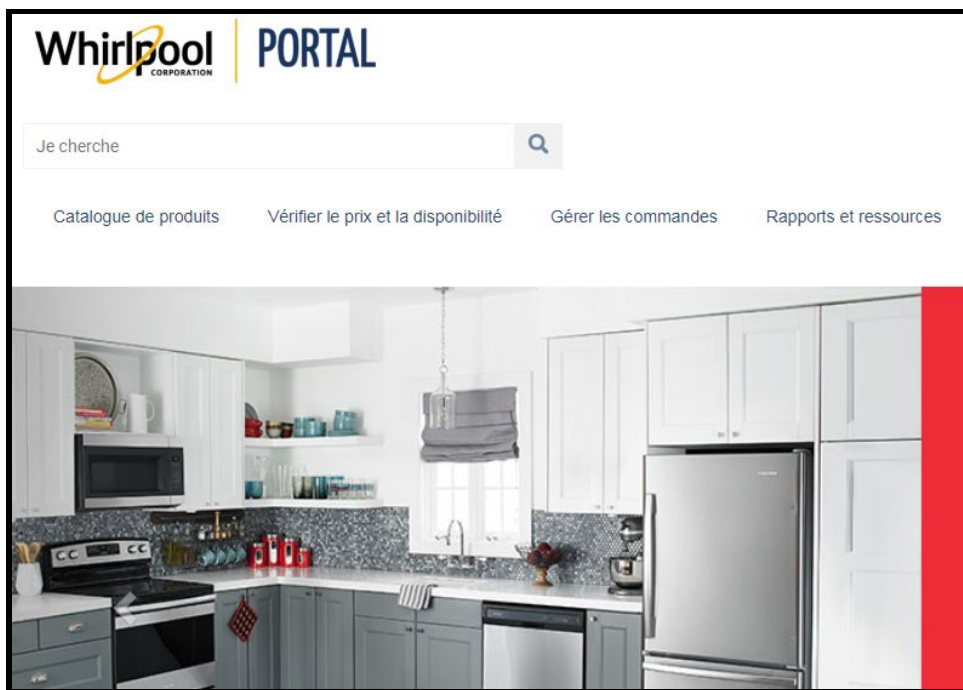 Whirlpool
CORPORATION
PORTAL
Je cherche
Catalogue de produits Vérifier le prix et la disponibilité Gérer les commandes Rapports et ressources